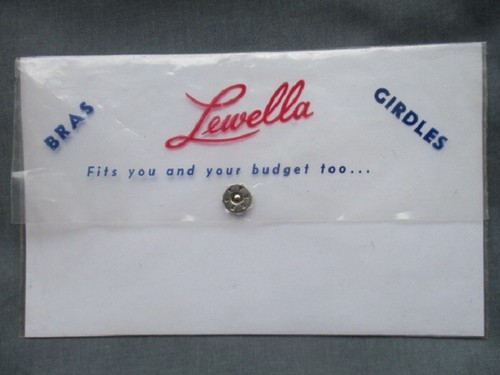 BRAS
Lewella
GIRDLES
Fits you and your budget too...